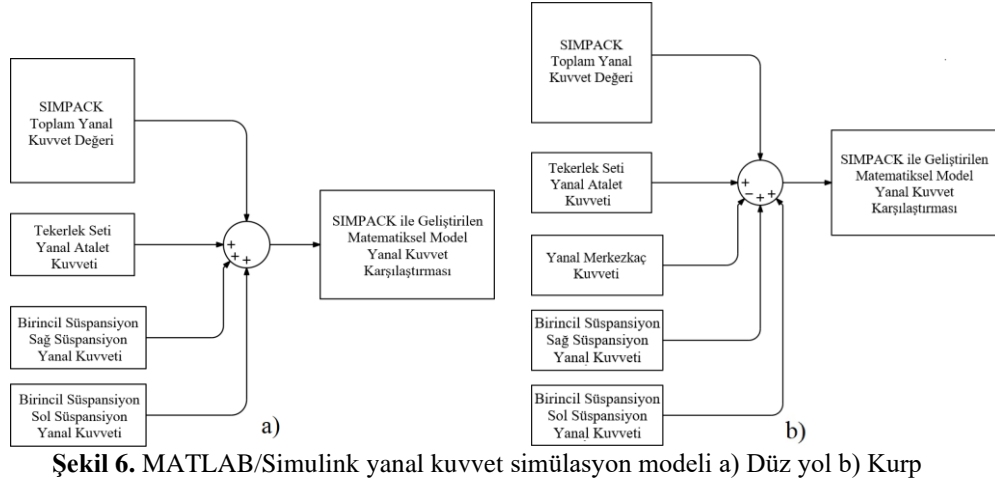 SIMPACK
Toplam Yanal
Kuvvet Değeri
Tekerlek Seti
Yanal Atalet
Kuvveti
Birincil Süspansiyon
Sağ Süspansiyon
Yanal Kuvveti
Birincil Süspansiyon
Sol Süspansiyon
Yanal Kuvveti
+
+
+
SIMPACK ile Geliştirilen
Matematiksel Model
Yanal Kuvvet
Karşılaştırması
a)
SIMPACK
Toplam Yanal
Kuvvet Değeri
Tekerlek Seti
Yanal Atalet
Kuvveti
Yanal Merkezkaç
Kuvveti
Birincil Süspansiyon
Sağ Süspansiyon
Yanal Kuvveti
Birincil Süspansiyon
Sol Süspansiyon
Yanal Kuvveti
+
− + +
SIMPACK ile Geliştirilen
Matematiksel Model
Yanal Kuvvet
Karşılaştırması
b)
Şekil 6. MATLAB/Simulink yanal kuvvet simülasyon modeli a) Düz yol b) Kurp